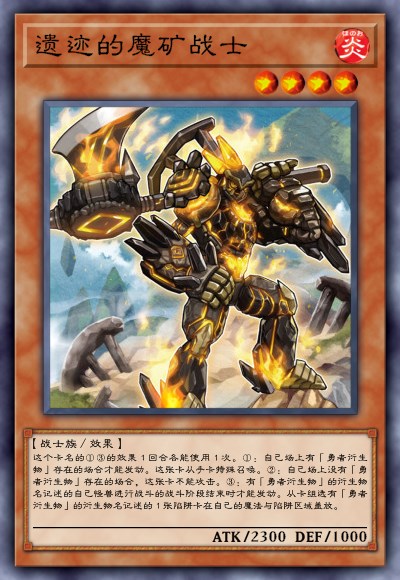 遗迹的魔矿战士
ほのお
炎
【战士族／效果】
这个卡名的①③的效果1回合各能使用1次。①：自己场上有「勇者衍生
物」存在的场合才能发动。这张卡从手卡特殊召唤。②：自己场上没有「勇
者衍生物」存在的场合，这张卡不能攻击。③：有「勇者衍生物」的衍生物
名记述的自己怪兽进行战斗的战斗阶段结束时才能发动。从卡组选有「勇者
衍生物」的衍生物名记述的1张陷阱卡在自己的魔法与陷阱区域盖放。
ATK/2300 DEF/1000